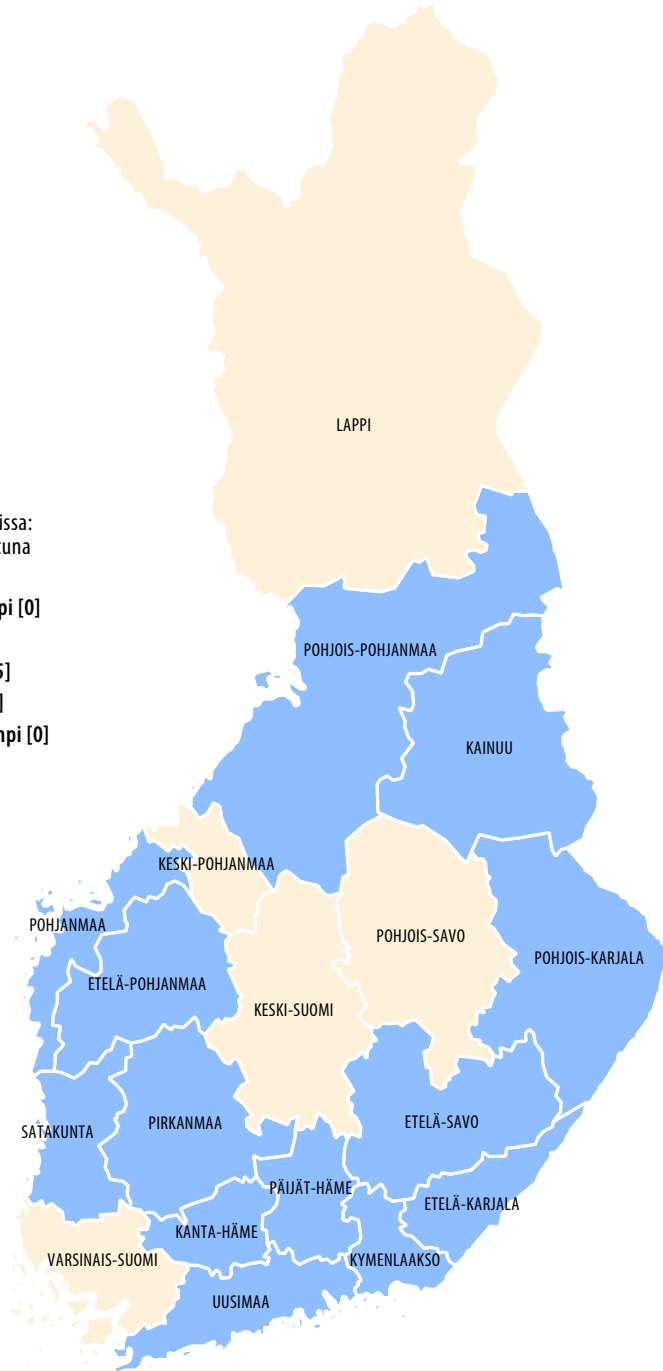 LAPPI
issa:
tuna
pi [0]
5]
]
npi [0]
POHJOIS-POHJANMAA
KAINUU
KESKI-POHJANMAA
POHJANMAA
POHJOIS-SAVO
POHJOIS-KARJALA
ETELÄ-POHJANMAA
KESKI-SUOMI
SATAKUNTA
PIRKANMAA
ETELÄ-SAVO
PÄIJÄT-HÄME
ETELÄ-KARJALA
KANTA-HÄME
VARSINAIS-SUOMI
KYMENLAAKSO
UUSIMAA